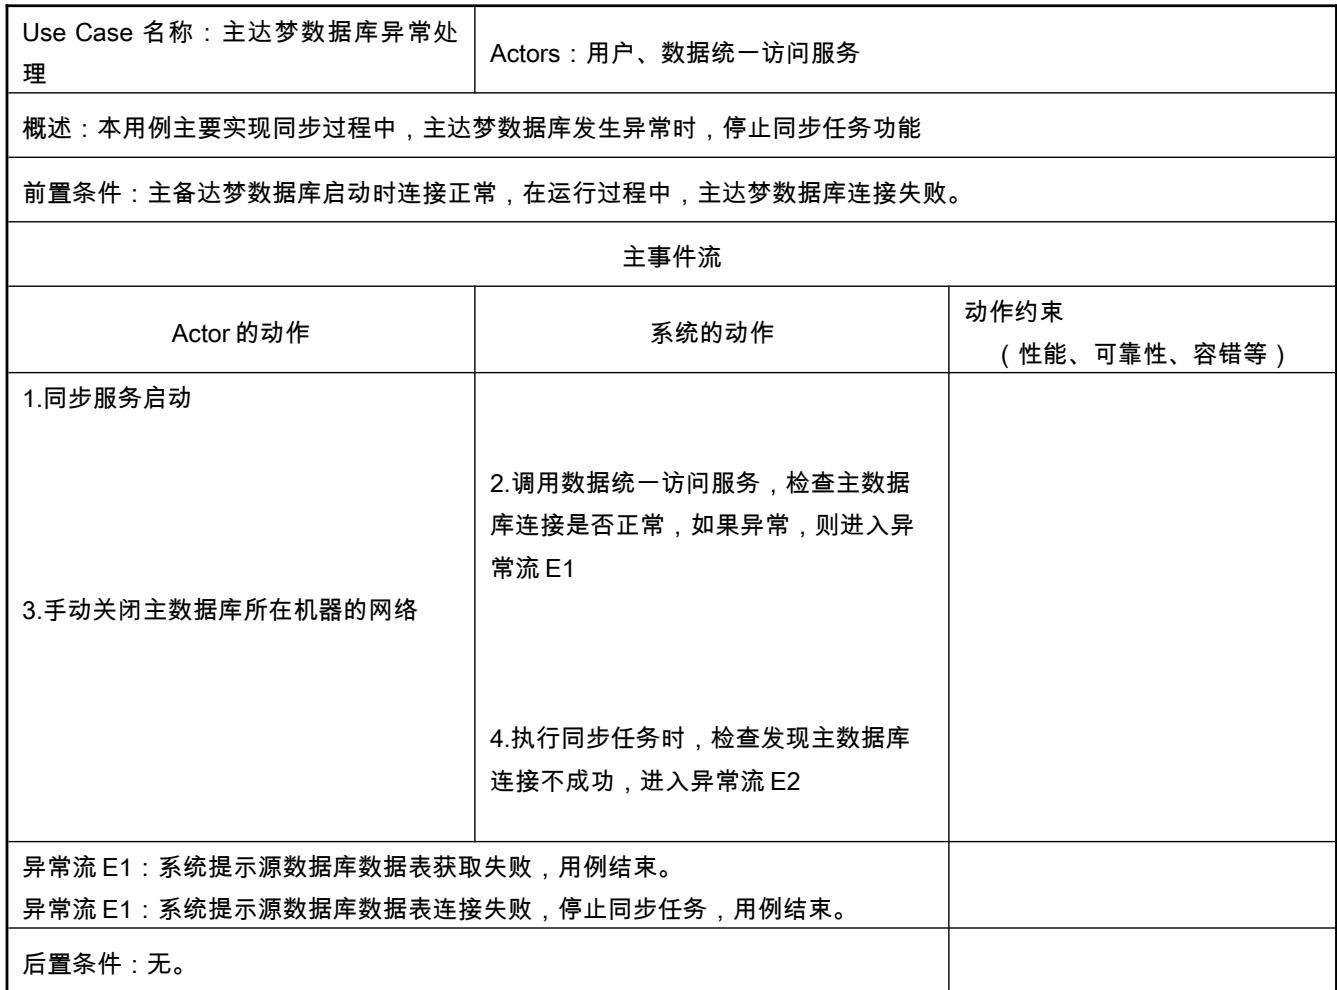 Use Case 名称：主达梦数据库异常处
理
Actors：用户、数据统一访问服务
概述：本用例主要实现同步过程中，主达梦数据库发生异常时，停止同步任务功能
前置条件：主备达梦数据库启动时连接正常，在运行过程中，主达梦数据库连接失败。
主事件流
Actor 的动作
系统的动作
动作约束
（性能、可靠性、容错等）
1.同步服务启动
2.调用数据统一访问服务，检查主数据
库连接是否正常，如果异常，则进入异
常流 E1
3.手动关闭主数据库所在机器的网络
4.执行同步任务时，检查发现主数据库
连接不成功，进入异常流 E2
异常流 E1：系统提示源数据库数据表获取失败，用例结束。
异常流 E1：系统提示源数据库数据表连接失败，停止同步任务，用例结束。
后置条件：无。